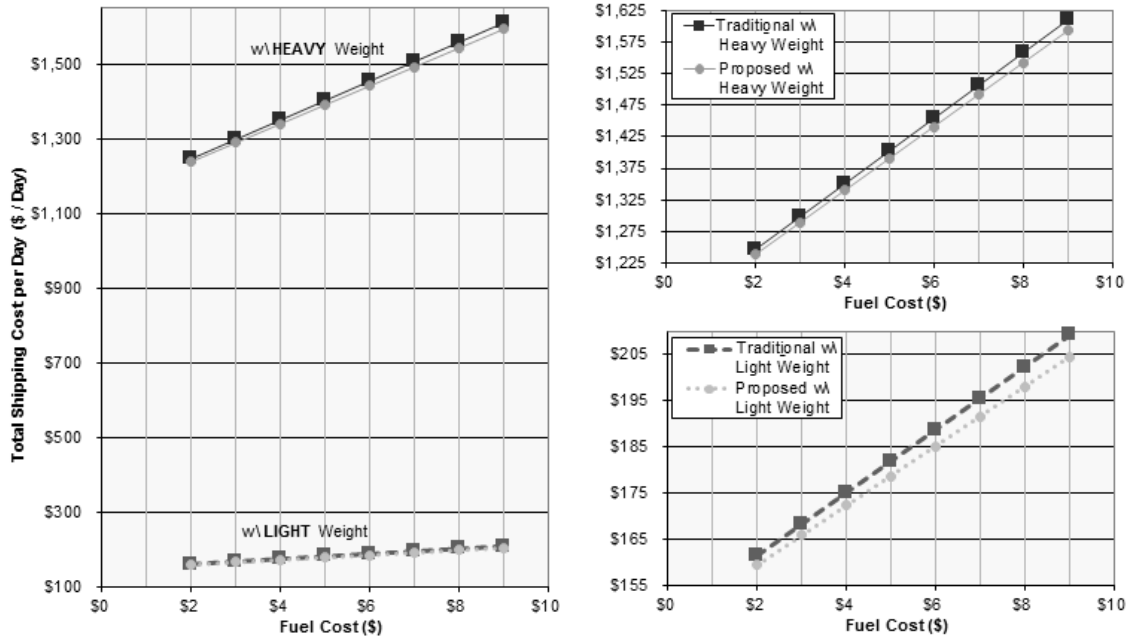 Total Shipping Cost per Day ($ / Day)
w\ HEAVY Weight
$1,500
$1,300
$1,100
$900
$700
$500
$300
$100
w\ LIGHT Weight
$0 $2 $4 $6 $8 $10
Fuel Cost ($)
$1,625
$1,575
$1,525
$1,475
$1,425
$1,375
$1,325
$1,275
$1,225
Traditional w\
Heavy Weight
Proposed w\
Heavy Weight
$0 $2 $4 $6 $8 $10
Fuel Cost ($)
$205
$195
$185
$175
$165
$155
Traditional w\
Light Weight
Proposed w\
Light Weight
$0 $2 $4 $6 $8 $10
Fuel Cost ($)